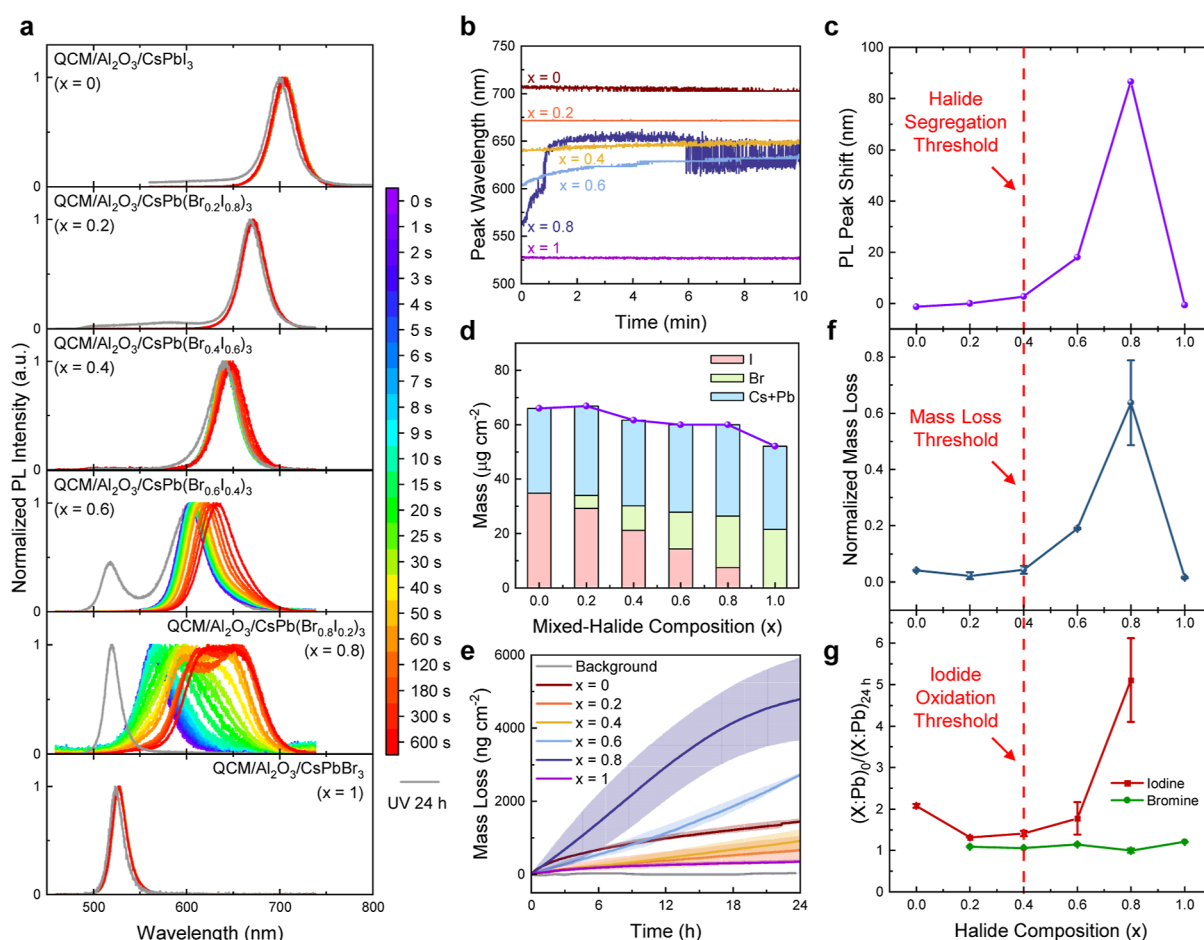 a
QCM/Al₂O₃/CsPbI₃
(x = 0)
QCM/Al₂O₃/CsPb(Br₀.₂I₀.₈)₃
(x = 0.2)
QCM/Al₂O₃/CsPb(Br₀.₄I₀.₆)₃
(x = 0.4)
QCM/Al₂O₃/CsPb(Br₀.₆I₀.₄)₃
(x = 0.6)
QCM/Al₂O₃/CsPb(Br₀.₈I₀.₂)₃
(x = 0.8)
QCM/Al₂O₃/CsPbBr₃
(x = 1)
Normalized PL Intensity (a.u.)
1
0
1
0
1
0
1
0
1
0
1
0
500 600 700 800
Wavelength (nm)
0 s
1 s
2 s
3 s
4 s
5 s
6 s
7 s
8 s
9 s
10 s
15 s
20 s
25 s
30 s
40 s
50 s
60 s
120 s
180 s
300 s
600 s
UV 24 h
b
Peak Wavelength (nm)
750
700
650
600
550
500
x = 0
x = 0.2
x = 0.4
x = 0.6
x = 0.8
x = 1
0 2 4 6 8 10
Time (min)
c
PL Peak Shift (nm)
100
80
60
40
20
0
Halide
Segregation
Threshold
0.0 0.2 0.4 0.6 0.8 1.0
d
Mass (μg cm⁻²)
80
60
40
20
0
I
Br
Cs+Pb
0.0 0.2 0.4 0.6 0.8 1.0
Mixed-Halide Composition (x)
e
Mass Loss (ng cm⁻²)
6000
4000
2000
0
Background
x = 0
x = 0.2
x = 0.4
x = 0.6
x = 0.8
x = 1
0 6 12 18 24
Time (h)
f
Normalized Mass Loss
0.8
0.6
0.4
0.2
0.0
Mass Loss
Threshold
0.0 0.2 0.4 0.6 0.8 1.0
g
(X:Pb)₀/(X:Pb)₂₄ ₕ
6
5
4
3
2
1
0
Iodide
Oxidation
Threshold
Iodine
Bromine
0.0 0.2 0.4 0.6 0.8 1.0
Halide Composition (x)